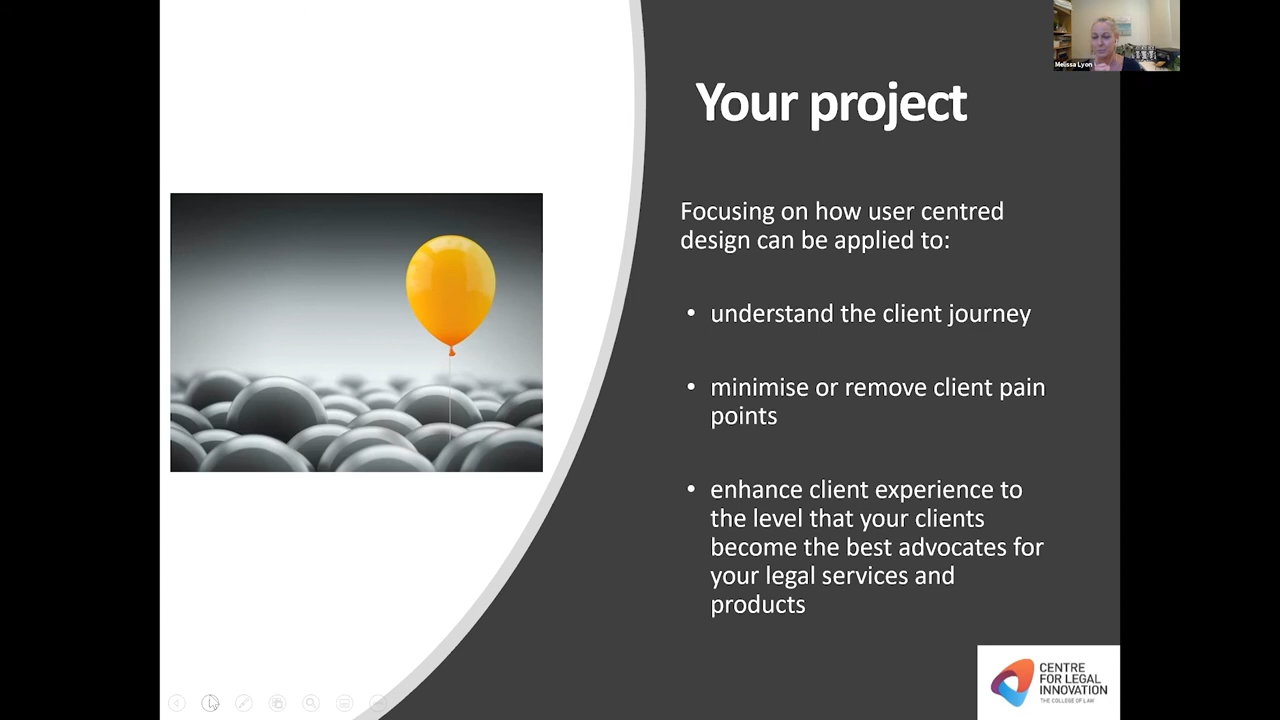 Melissa Lyon
Your project
Focusing on how user centred
design can be applied to:
• understand the client journey
• minimise or remove client pain
points
• enhance client experience to
the level that your clients
become the best advocates for
your legal services and
products
CENTRE
FOR LEGAL
INNOVATION
THE COLLEGE OF LAW